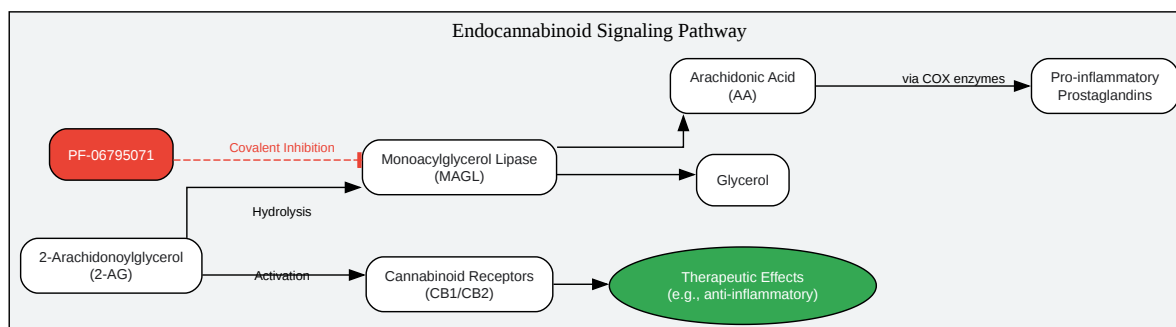 Endocannabinoid Signaling Pathway
Arachidonic Acid
(AA)
via COX enzymes
Pro-inflammatory
Prostaglandins
PF-06795071
Covalent Inhibition
Monoacylglycerol Lipase
(MAGL)
Glycerol
Hydrolysis
2-Arachidonoylglycerol
(2-AG)
Activation
Cannabinoid Receptors
(CB1/CB2)
Therapeutic Effects
(e.g., anti-inflammatory)